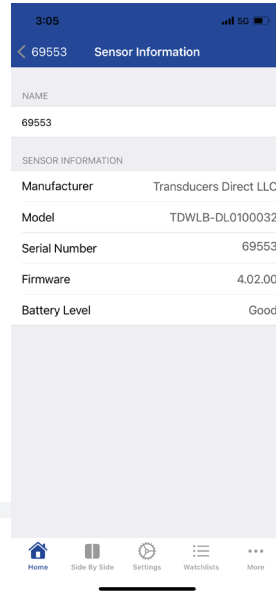 3:05
5G
69553
Sensor Information
NAME
69553
SENSOR INFORMATION
Manufacturer Transducers Direct LLC
Model TDWLB-DL0100032
Serial Number 69553
Firmware 4.02.00
Battery Level Good
Home Side By Side Settings Watchlists More